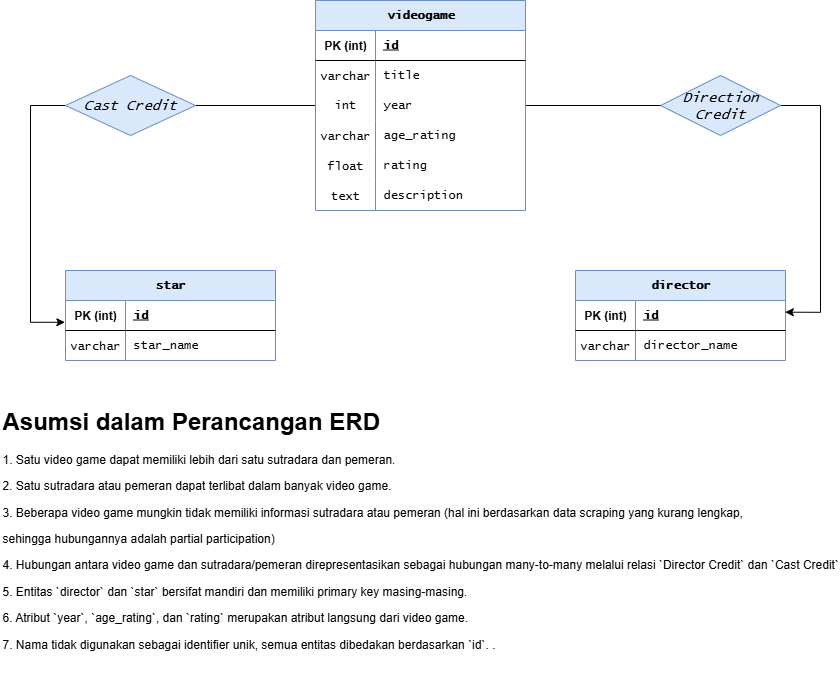 videogame
PK (int) id
varchar title
int year
varchar age_rating
float rating
text description
Cast Credit
Direction
Credit
star
PK (int) id
varchar star_name
director
PK (int) id
varchar director_name
Asumsi dalam Perancangan ERD
1. Satu video game dapat memiliki lebih dari satu sutradara dan pemeran.
2. Satu sutradara atau pemeran dapat terlibat dalam banyak video game.
3. Beberapa video game mungkin tidak memiliki informasi sutradara atau pemeran (hal ini berdasarkan data scraping yang kurang lengkap,
sehingga hubungannya adalah partial participation)
4. Hubungan antara video game dan sutradara/pemeran direpresentasikan sebagai hubungan many-to-many melalui relasi `Director Credit` dan `Cast Credit`
5. Entitas `director` dan `star` bersifat mandiri dan memiliki primary key masing-masing.
6. Atribut `year`, `age_rating`, dan `rating` merupakan atribut langsung dari video game.
7. Nama tidak digunakan sebagai identifier unik, semua entitas dibedakan berdasarkan `id`. .